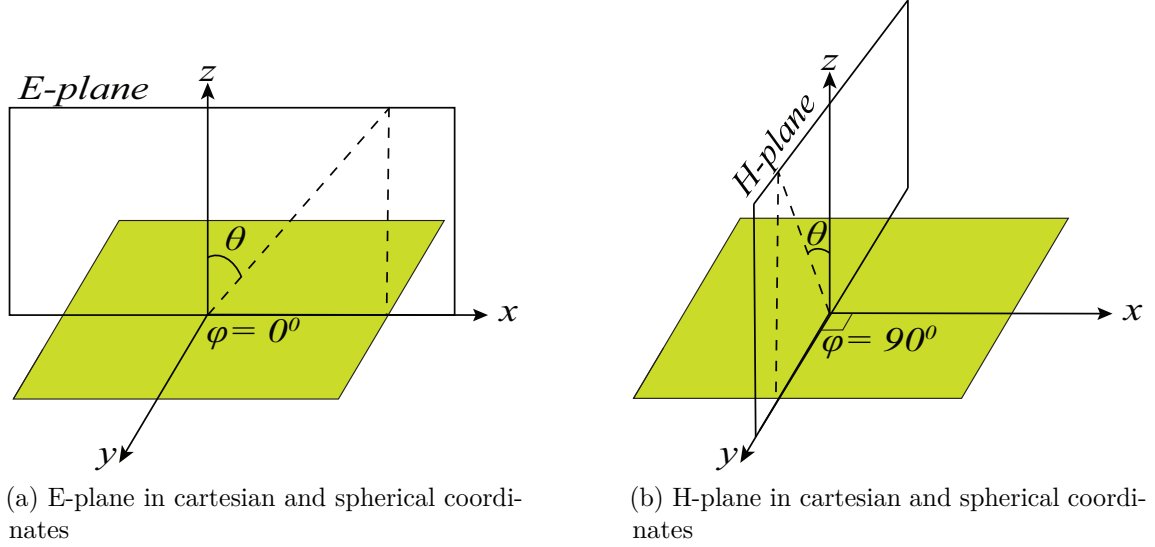 E-plane
z
θ
x
φ = 0⁰
y
(a) E-plane in cartesian and spherical coordi-
nates
H-plane
z
θ
x
φ = 90⁰
y
(b) H-plane in cartesian and spherical coordi-
nates